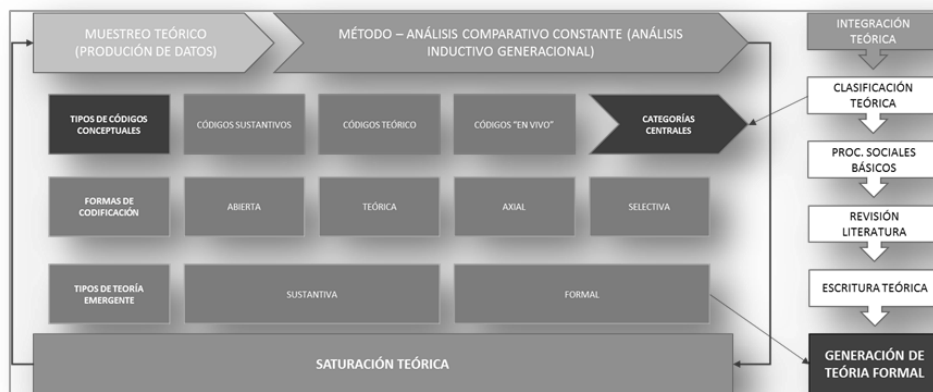 MUESTREO TEÓRICO
(PRODUCIÓN DE DATOS)
MÉTODO – ANÁLISIS COMPARATIVO CONSTANTE (ANÁLISIS
INDUCTIVO GENERACIONAL)
INTEGRACIÓN
TEÓRICA
TIPOS DE CÓDIGOS
CONCEPTUALES
CÓDIGOS SUSTANTIVOS
CÓDIGOS TEÓRICO
CÓDIGOS "EN VIVO"
CATEGORÍAS
CENTRALES
CLASIFICACIÓN
TEÓRICA
PROC. SOCIALES
BÁSICOS
FORMAS DE
CODIFICACIÓN
ABIERTA
TEÓRICA
AXIAL
SELECTIVA
REVISIÓN
LITERATURA
TIPOS DE TEORÍA
EMERGENTE
SUSTANTIVA
FORMAL
ESCRITURA TEÓRICA
SATURACIÓN TEÓRICA
GENERACIÓN DE
TEÓRIA FORMAL